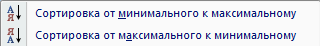 Сортировка от минимального к максимальному
Сортировка от максимального к минимальному